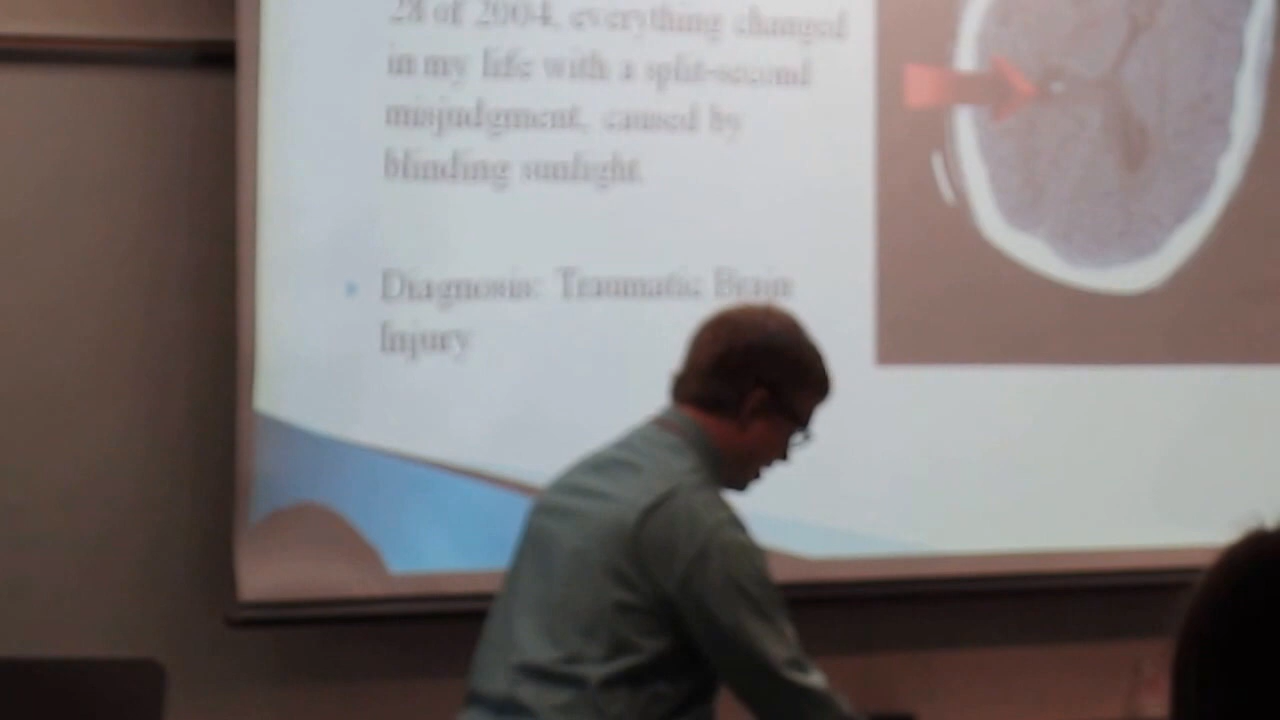 28 of 2004, everything changed
in my life with a split-second
misjudgment, caused by
blinding sunlight.
Diagnosis: Traumatic Brain
Injury